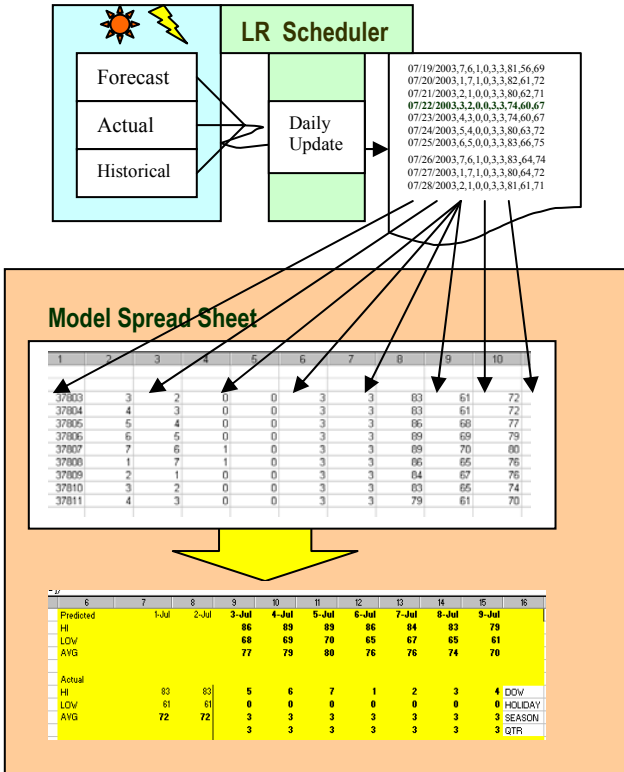 LR Scheduler
Forecast
Actual
Historical
Daily
Update
07/19/2003,7,6,1,0,3,3,81,56,69
07/20/2003,1,7,1,0,3,3,82,61,72
07/21/2003,2,1,0,0,3,3,80,62,71
07/22/2003,3,2,0,0,3,3,74,60,67
07/23/2003,4,3,0,0,3,3,74,60,67
07/24/2003,5,4,0,0,3,3,80,63,72
07/25/2003,6,5,0,0,3,3,83,66,75
07/26/2003,7,6,1,0,3,3,83,64,74
07/27/2003,1,7,1,0,3,3,80,64,72
07/28/2003,2,1,0,0,3,3,81,61,71
Model Spread Sheet
1 2 3 4 5 6 7 8 9 10
37803 3 2 0 0 3 3 83 61 72
37804 4 3 0 0 3 3 83 61 72
37805 5 4 0 0 3 3 86 68 77
37806 6 5 0 0 3 3 89 69 79
37807 7 6 1 0 3 3 89 70 80
37808 1 7 1 0 3 3 86 65 76
37809 2 1 0 0 3 3 84 67 76
37810 3 2 0 0 3 3 83 65 74
37811 4 3 0 0 3 3 79 61 70
6 7 8 9 10 11 12 13 14 15 16
Predicted 1-Jul 2-Jul 3-Jul 4-Jul 5-Jul 6-Jul 7-Jul 8-Jul 9-Jul
HI 86 89 89 86 84 83 79
LOW 68 69 70 65 67 65 61
AVG 77 79 80 76 76 74 70
Actual
HI 83 83 5 6 7 1 2 3 4 DOW
LOW 61 61 0 0 0 0 0 0 0 HOLIDAY
AVG 72 72 3 3 3 3 3 3 3 SEASON
3 3 3 3 3 3 3 QTR